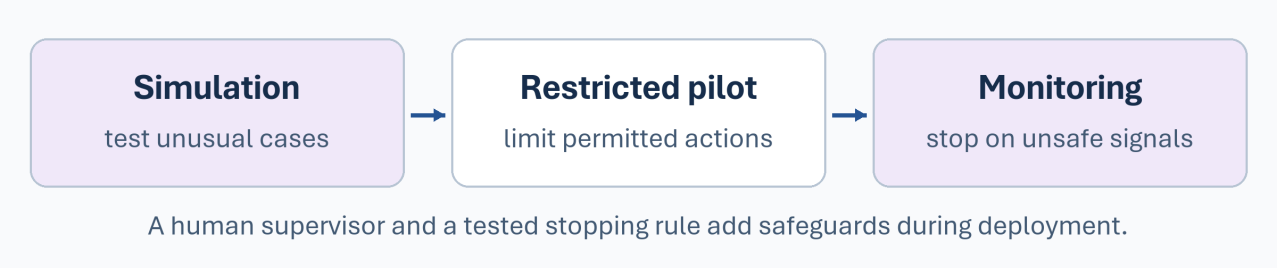 Simulation
test unusual cases
Restricted pilot
limit permitted actions
Monitoring
stop on unsafe signals
A human supervisor and a tested stopping rule add safeguards during deployment.